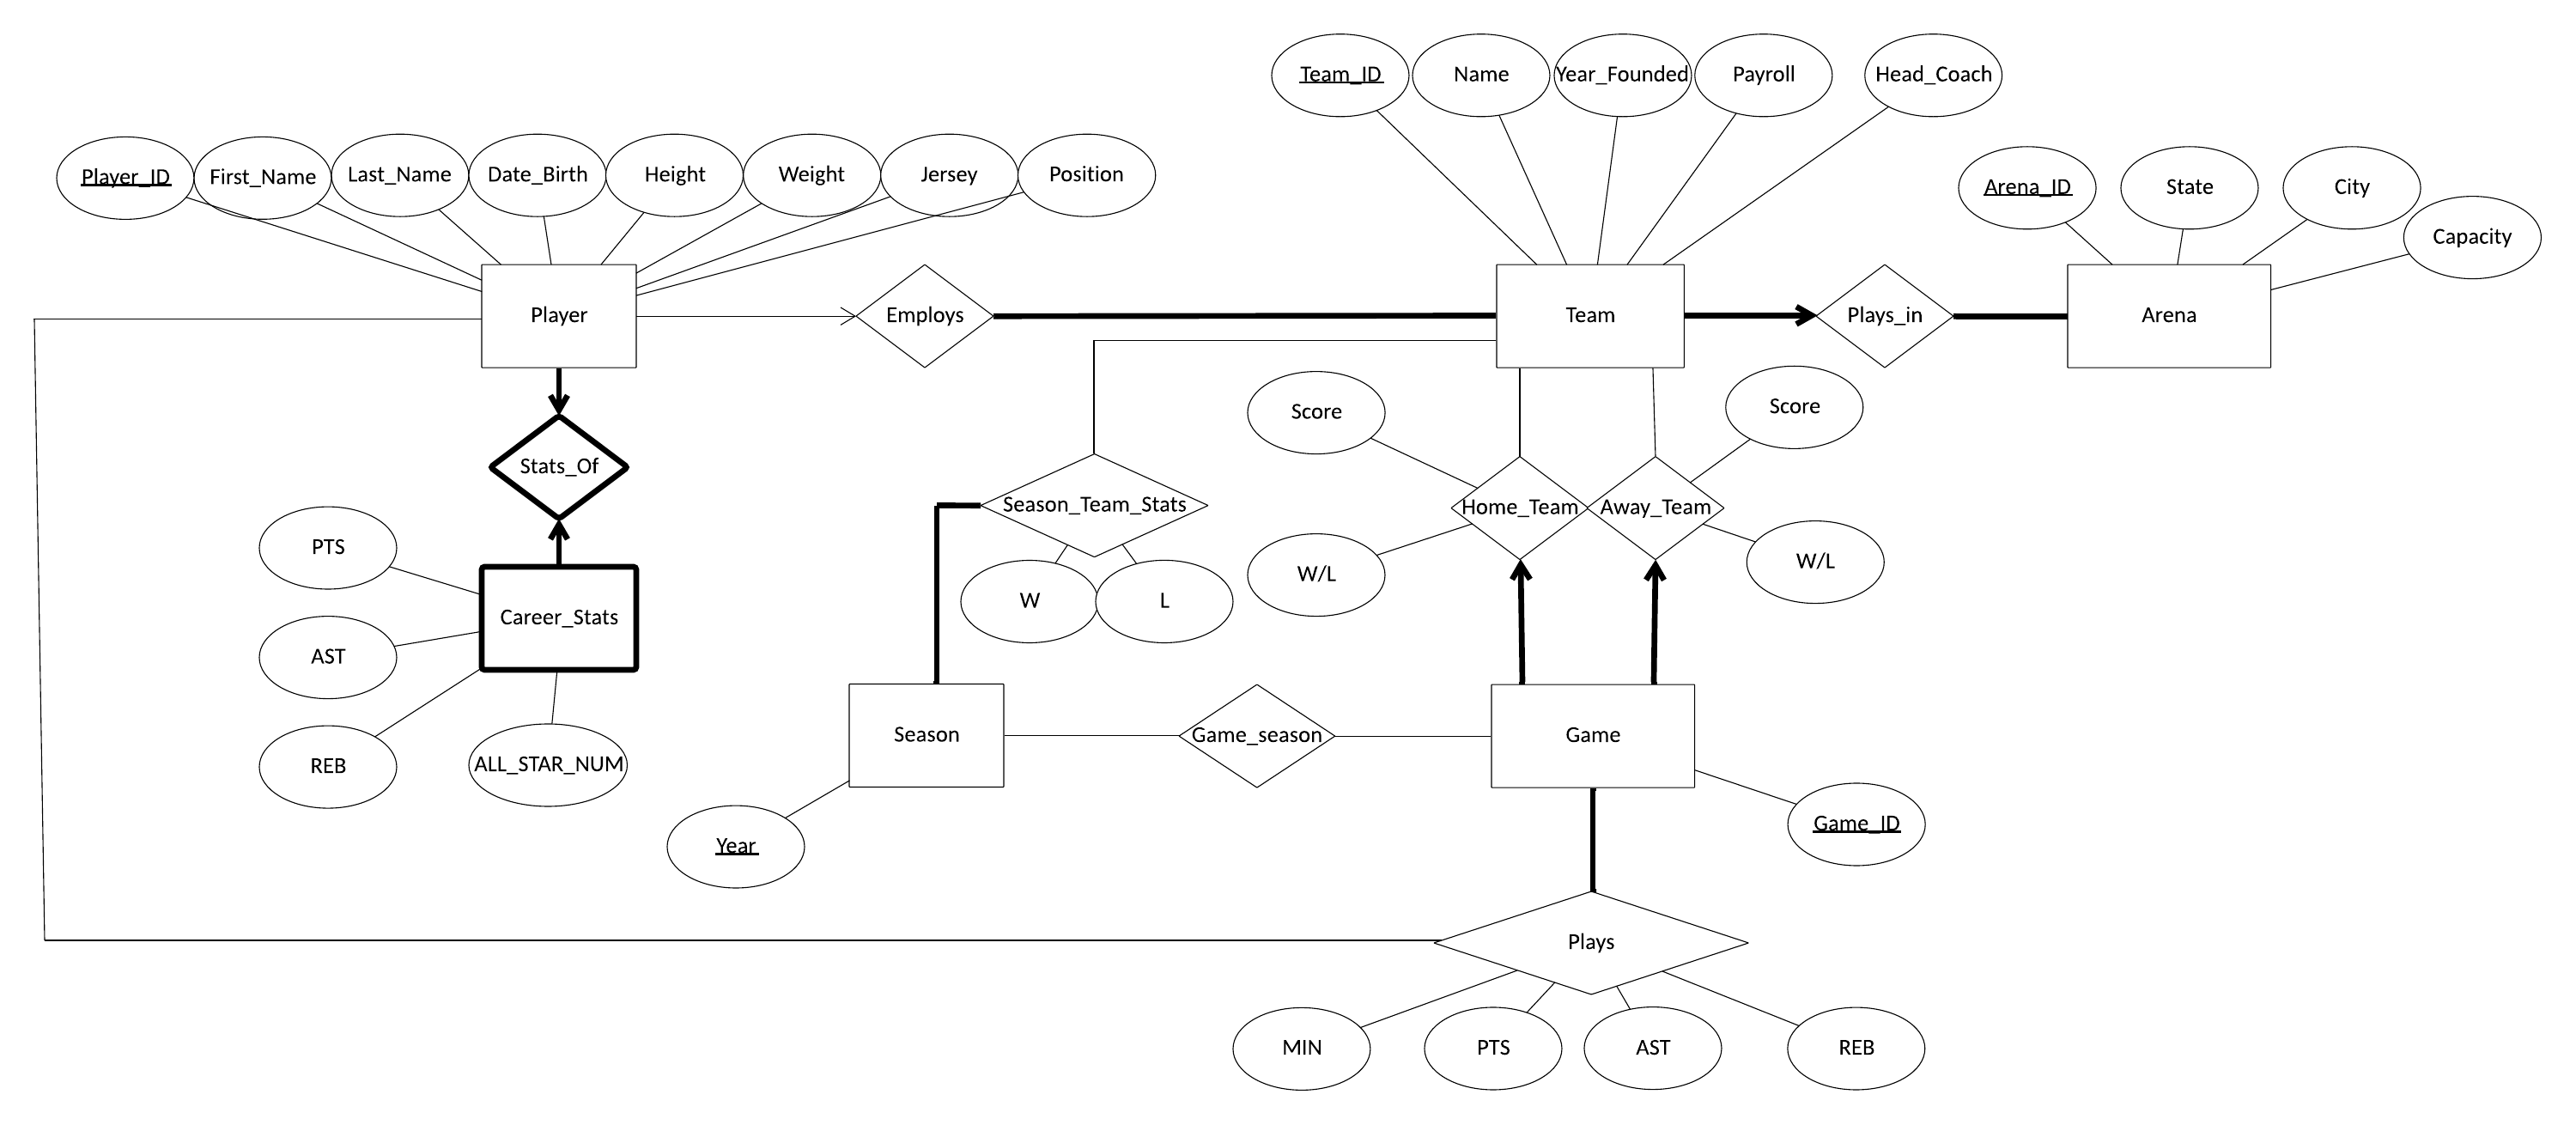 Team_ID
Name
Year_Founded
Payroll
Head_Coach
Player_ID
First_Name
Last_Name
Date_Birth
Height
Weight
Jersey
Position
Arena_ID
State
City
Capacity
Player
Employs
Team
Plays_in
Arena
Score
Score
Stats_Of
Season_Team_Stats
Home_Team
Away_Team
PTS
W/L
W/L
Career_Stats
W
L
AST
REB
ALL_STAR_NUM
Season
Game_season
Game
Year
Game_ID
Plays
MIN
PTS
AST
REB